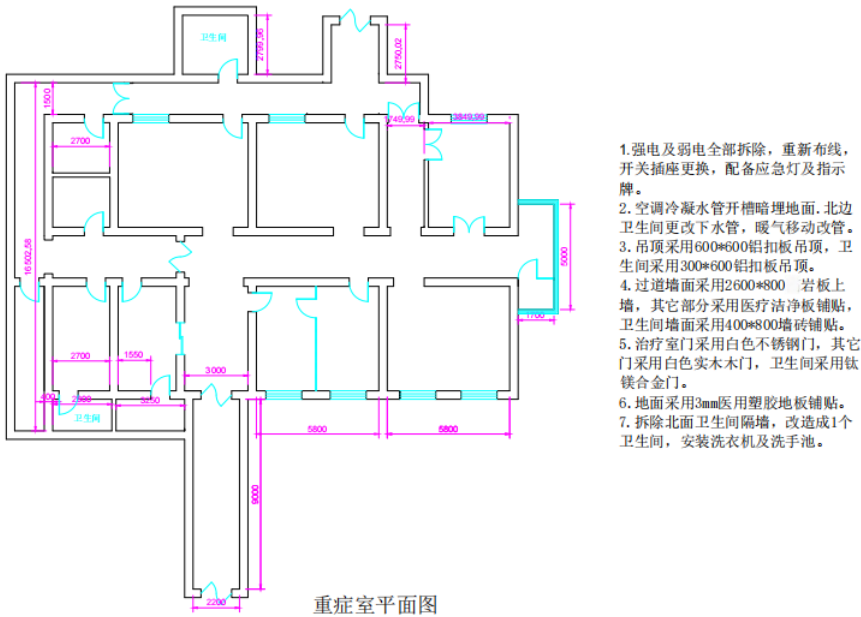 卫生间
2799,96
2750,02
1500
749,99
3849,99
2700
16502,58
5000
1700
2700
1550
3000
400
2300
3250
卫生间
5800
5800
9000
2200
重症室平面图
1.强电及弱电全部拆除，重新布线，
开关插座更换，配备应急灯及指示
牌。
2.空调冷凝水管开槽暗埋地面.北边
卫生间更改下水管，暖气移动改管。
3.吊顶采用600*600铝扣板吊顶，卫
生间采用300*600铝扣板吊顶。
4.过道墙面采用2600*800 岩板上
墙，其它部分采用医疗洁净板铺贴，
卫生间墙面采用400*800墙砖铺贴。
5.治疗室门采用白色不锈钢门，其它
门采用白色实木木门，卫生间采用钛
镁合金门。
6.地面采用3mm医用塑胶地板铺贴。
7.拆除北面卫生间隔墙，改造成1个
卫生间，安装洗衣机及洗手池。